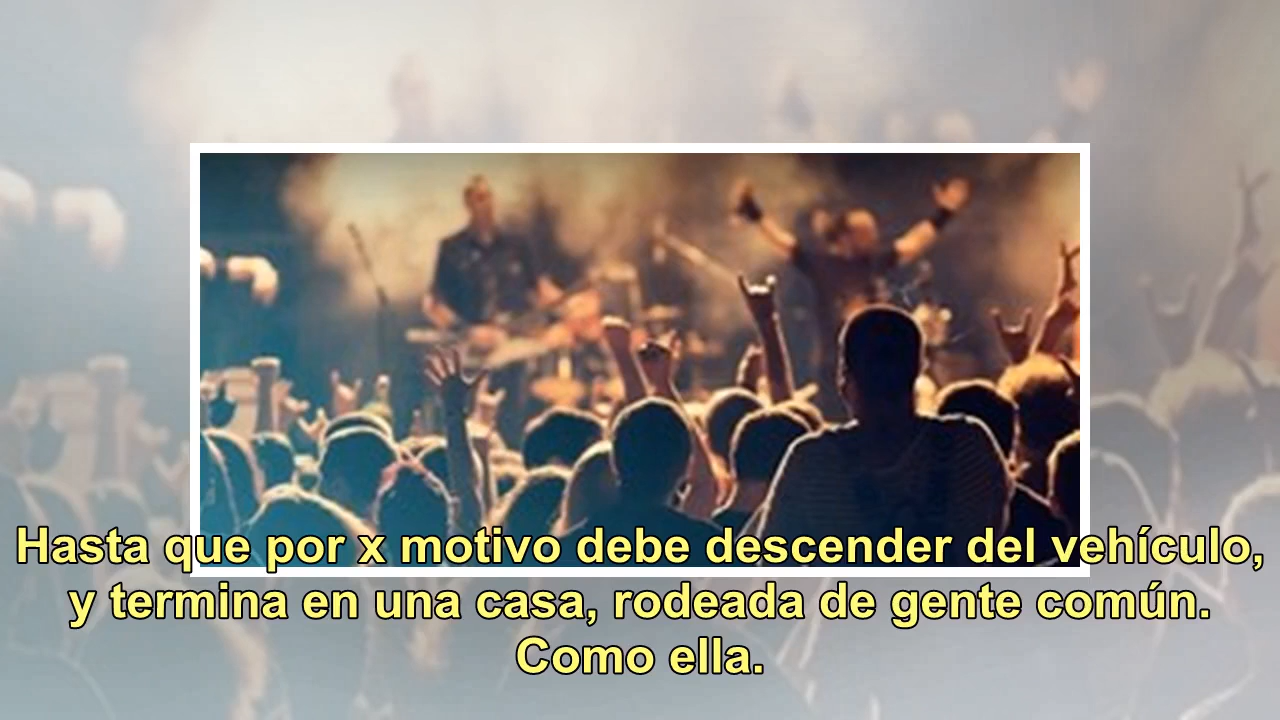 Hasta que por x motivo debe descender del vehículo,
y termina en una casa, rodeada de gente común.
Como ella.